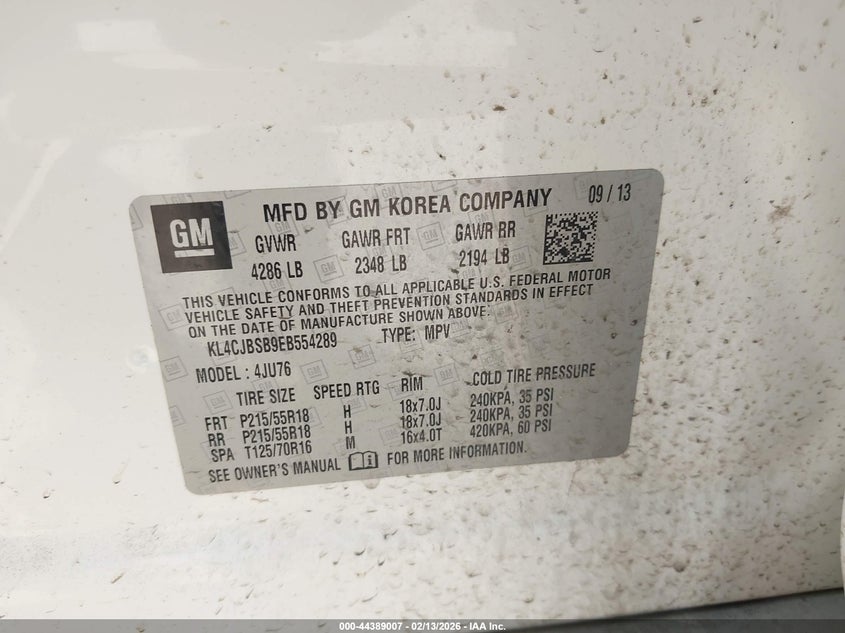 GM
MFD BY GM KOREA COMPANY 09 / 13
GVWR GAWR FRT GAWR RR
4286 LB 2348 LB 2194 LB
THIS VEHICLE CONFORMS TO ALL APPLICABLE U.S. FEDERAL MOTOR
VEHICLE SAFETY AND THEFT PREVENTION STANDARDS IN EFFECT
ON THE DATE OF MANUFACTURE SHOWN ABOVE.
KL4CJBSB9EB554289 TYPE: MPV
MODEL : 4JU76
TIRE SIZE SPEED RTG RIM COLD TIRE PRESSURE
FRT P215/55R18 H 18x7.0J 240KPA, 35 PSI
RR P215/55R18 H 18x7.0J 240KPA, 35 PSI
SPA T125/70R16 M 16x4.0T 420KPA, 60 PSI
SEE OWNER'S MANUAL FOR MORE INFORMATION.
000-44389007 - 02/13/2026 - IAA Inc.